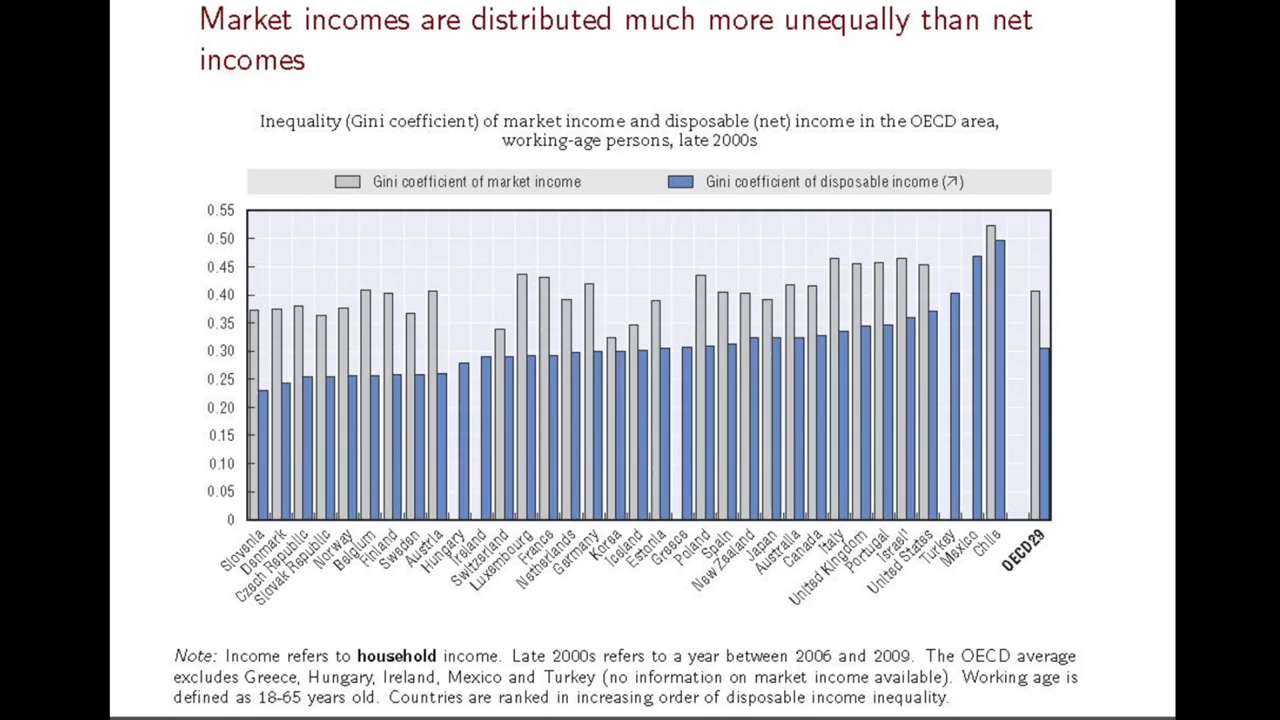 Market incomes are distributed much more unequally than net
incomes
Inequality (Gini coefficient) of market income and disposable (net) income in the OECD area,
working-age persons, late 2000s
Gini coefficient of market income
Gini coefficient of disposable income (↗)
0.55
0.50
0.45
0.40
0.35
0.30
0.25
0.20
0.15
0.10
0.05
0
Slovenia
Denmark
Czech Republic
Slovak Republic
Norway
Belgium
Finland
Sweden
Austria
Hungary
Ireland
Switzerland
Luxembourg
France
Netherlands
Germany
Korea
Iceland
Estonia
Greece
Poland
Spain
New Zealand
Japan
Australia
Canada
Italy
United Kingdom
Portugal
Israel¹
United States
Turkey
Mexico
Chile
OECD29
Note: Income refers to household income. Late 2000s refers to a year between 2006 and 2009. The OECD average
excludes Greece, Hungary, Ireland, Mexico and Turkey (no information on market income available). Working age is
defined as 18-65 years old. Countries are ranked in increasing order of disposable income inequality.